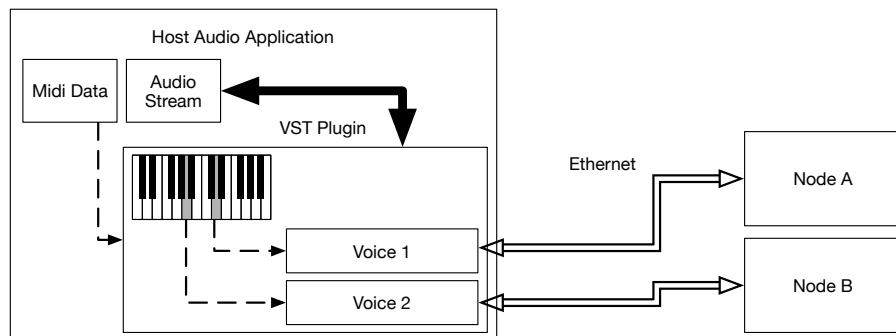 Host Audio Application
Midi Data
Audio
Stream
VST Plugin
Ethernet
Node A
Voice 1
Voice 2
Node B